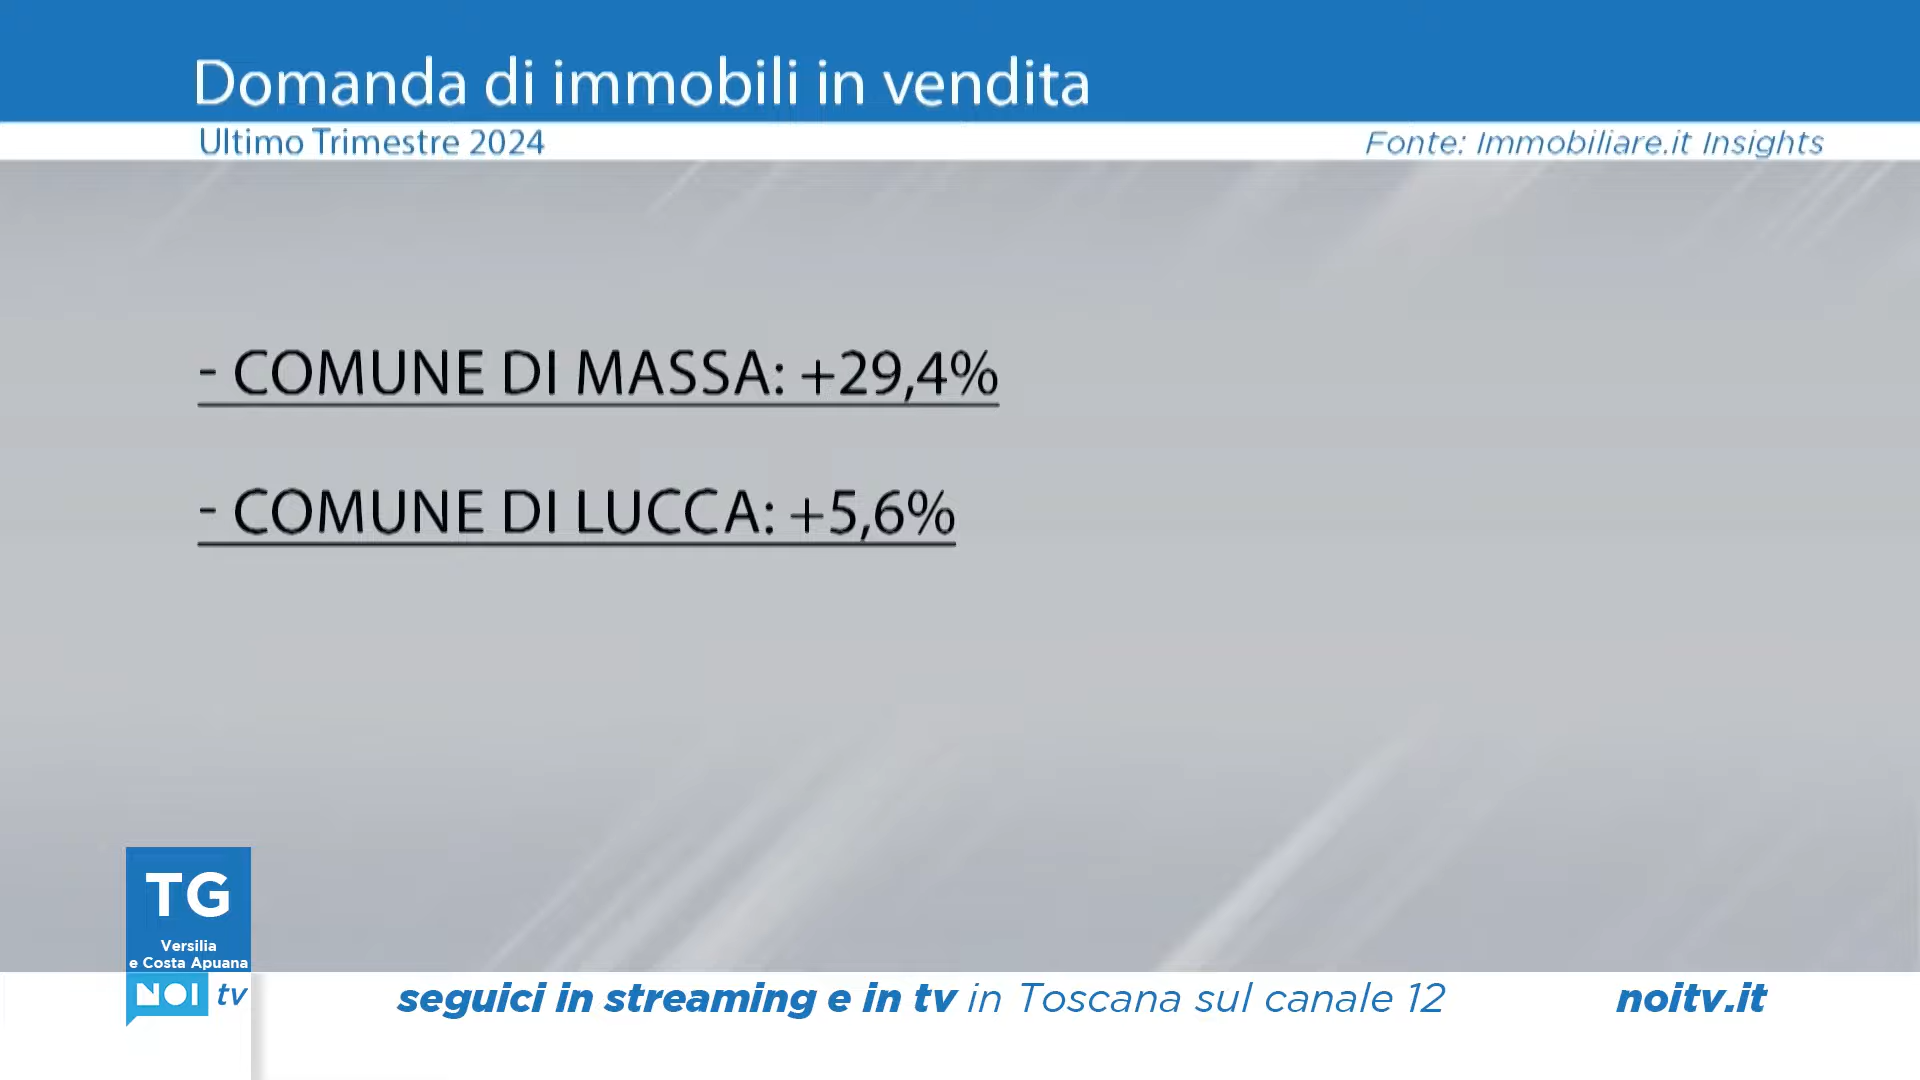 Domanda di immobili in vendita
Ultimo Trimestre 2024
Fonte: Immobiliare.it Insights
- COMUNE DI MASSA: +29,4%
- COMUNE DI LUCCA: +5,6%
TG
Versilia
e Costa Apuana
NOI tv
seguici in streaming e in tv in Toscana sul canale 12
noitv.it